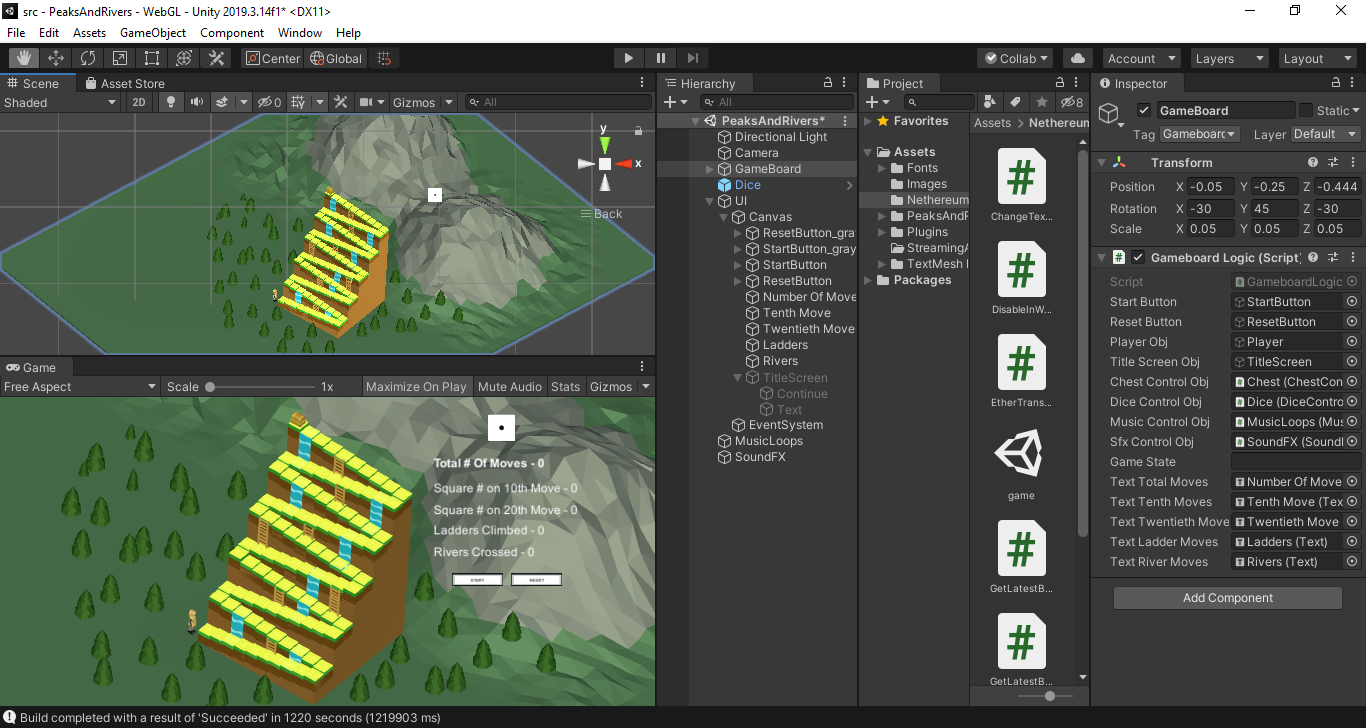 src - PeaksAndRivers - WebGL - Unity 2019.3.14f1* <DX11>
File Edit Assets GameObject Component Window Help
Center Global Collab Account Layers Layout
Scene Asset Store
Shaded 2D 0 Gizmos All
y
x
Back
Game
Free Aspect Scale 1x Maximize On Play Mute Audio Stats Gizmos
Total # Of Moves - 0
Square # on 10th Move - 0
Square # on 20th Move - 0
Ladders Climbed - 0
Rivers Crossed - 0
START RESET
Hierarchy
All
PeaksAndRivers*
Directional Light
Camera
GameBoard
Dice
UI
Canvas
ResetButton_gra
StartButton_gray
StartButton
ResetButton
Number Of Move
Tenth Move
Twentieth Move
Ladders
Rivers
TitleScreen
Continue
Text
EventSystem
MusicLoops
SoundFX
Project
8
Favorites
Assets
Fonts
Images
Nethereum
PeaksAndR
Plugins
StreamingA
TextMesh
Packages
Assets > Nethereum
ChangeTex...
DisableInW...
EtherTrans...
game
GetLatestB...
GetLatestB...
Inspector
GameBoard Static
Tag Gameboard Layer Default
Transform
Position X -0.05 Y -0.25 Z -0.444
Rotation X -30 Y 45 Z -30
Scale X 0.05 Y 0.05 Z 0.05
Gameboard Logic (Script)
Script GameboardLogic
Start Button StartButton
Reset Button ResetButton
Player Obj Player
Title Screen Obj TitleScreen
Chest Control Obj Chest (ChestCon
Dice Control Obj Dice (DiceContro
Music Control Obj MusicLoops (Mus
Sfx Control Obj SoundFX (Sound
Game State
Text Total Moves Number Of Move
Text Tenth Moves Tenth Move (Tex
Text Twentieth Move Twentieth Move
Text Ladder Moves Ladders (Text)
Text River Moves Rivers (Text)
Add Component
Build completed with a result of 'Succeeded' in 1220 seconds (1219903 ms)